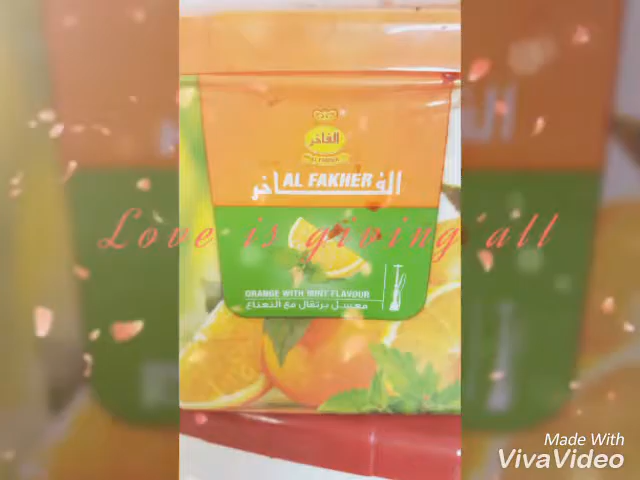 الفاخر
AL FAKHER
الفـاخر
AL FAKHER
Love is giving all
ORANGE WITH MINT FLAVOUR
معسل برتقال مع النعناع
Made With
VivaVideo